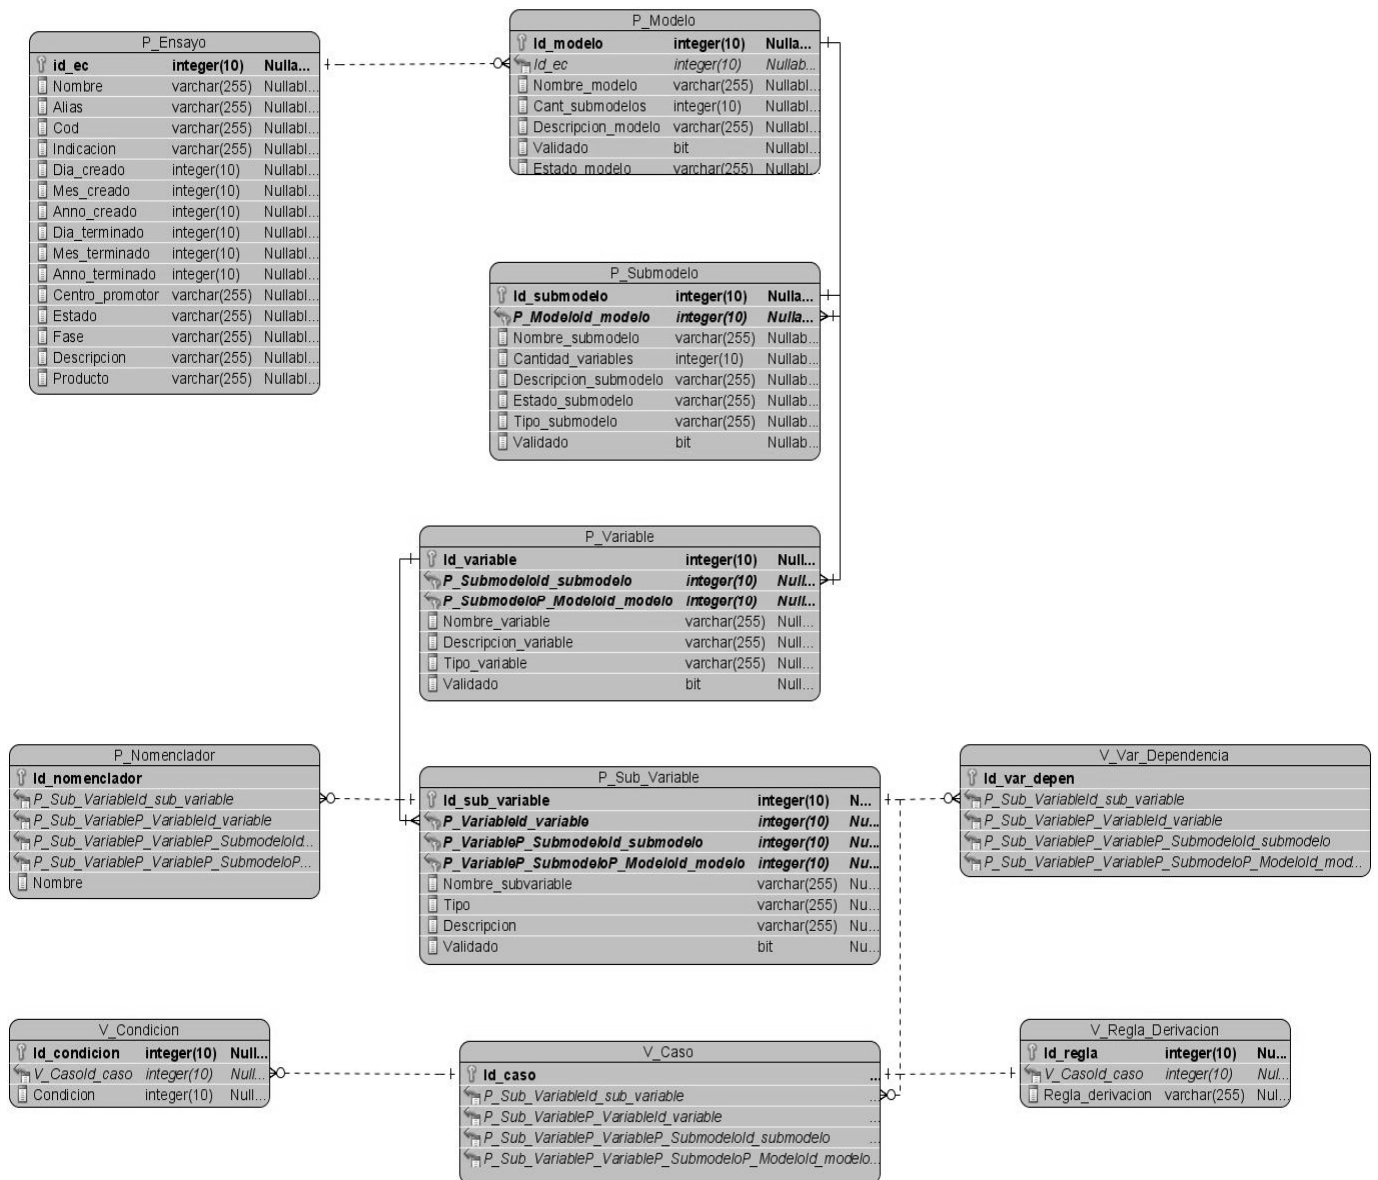 P_Ensayo
id_ec integer(10) Nulla...
Nombre varchar(255) Nullabl...
Alias varchar(255) Nullabl...
Cod varchar(255) Nullabl...
Indicacion varchar(255) Nullabl...
Dia_creado integer(10) Nullabl...
Mes_creado integer(10) Nullabl...
Anno_creado integer(10) Nullabl...
Dia_terminado integer(10) Nullabl...
Mes_terminado integer(10) Nullabl...
Anno_terminado integer(10) Nullabl...
Centro_promotor varchar(255) Nullabl...
Estado varchar(255) Nullabl...
Fase varchar(255) Nullabl...
Descripcion varchar(255) Nullabl...
Producto varchar(255) Nullabl...
P_Modelo
Id_modelo integer(10) Nulla...
Id_ec integer(10) Nullab...
Nombre_modelo varchar(255) Nullabl...
Cant_submodelos integer(10) Nullabl...
Descripcion_modelo varchar(255) Nullabl...
Validado bit Nullabl...
Estado_modelo varchar(255) Nullabl...
P_Submodelo
Id_submodelo integer(10) Nulla...
P_ModeloId_modelo integer(10) Nulla...
Nombre_submodelo varchar(255) Nullab...
Cantidad_variables integer(10) Nullab...
Descripcion_submodelo varchar(255) Nullab...
Estado_submodelo varchar(255) Nullab...
Tipo_submodelo varchar(255) Nullab...
Validado bit Nullab...
P_Variable
Id_variable integer(10) Null...
P_SubmodeloId_submodelo integer(10) Null...
P_SubmodeloP_ModeloId_modelo integer(10) Null...
Nombre_variable varchar(255) Null...
Descripcion_variable varchar(255) Null...
Tipo_variable varchar(255) Null...
Validado bit Null...
P_Nomenclador
Id_nomenclador
P_Sub_VariableId_sub_variable
P_Sub_VariableP_VariableId_variable
P_Sub_VariableP_VariableP_SubmodeloId...
P_Sub_VariableP_VariableP_SubmodeloP...
Nombre
P_Sub_Variable
Id_sub_variable integer(10) N...
P_VariableId_variable integer(10) Nu...
P_VariableP_SubmodeloId_submodelo integer(10) Nu...
P_VariableP_SubmodeloP_ModeloId_modelo integer(10) Nu...
Nombre_subvariable varchar(255) Nu...
Tipo varchar(255) Nu...
Descripcion varchar(255) Nu...
Validado bit Nu...
V_Var_Dependencia
Id_var_depen
P_Sub_VariableId_sub_variable
P_Sub_VariableP_VariableId_variable
P_Sub_VariableP_VariableP_SubmodeloId_submodelo
P_Sub_VariableP_VariableP_SubmodeloP_ModeloId_mod...
V_Condicion
Id_condicion integer(10) Null...
V_CasoId_caso integer(10) Null...
Condicion integer(10) Null...
V_Caso
Id_caso ...
P_Sub_VariableId_sub_variable ...
P_Sub_VariableP_VariableId_variable ...
P_Sub_VariableP_VariableP_SubmodeloId_submodelo ...
P_Sub_VariableP_VariableP_SubmodeloP_ModeloId_modelo...
V_Regla_Derivacion
Id_regla integer(10) Nu...
V_CasoId_caso integer(10) Nul...
Regla_derivacion varchar(255) Nul...